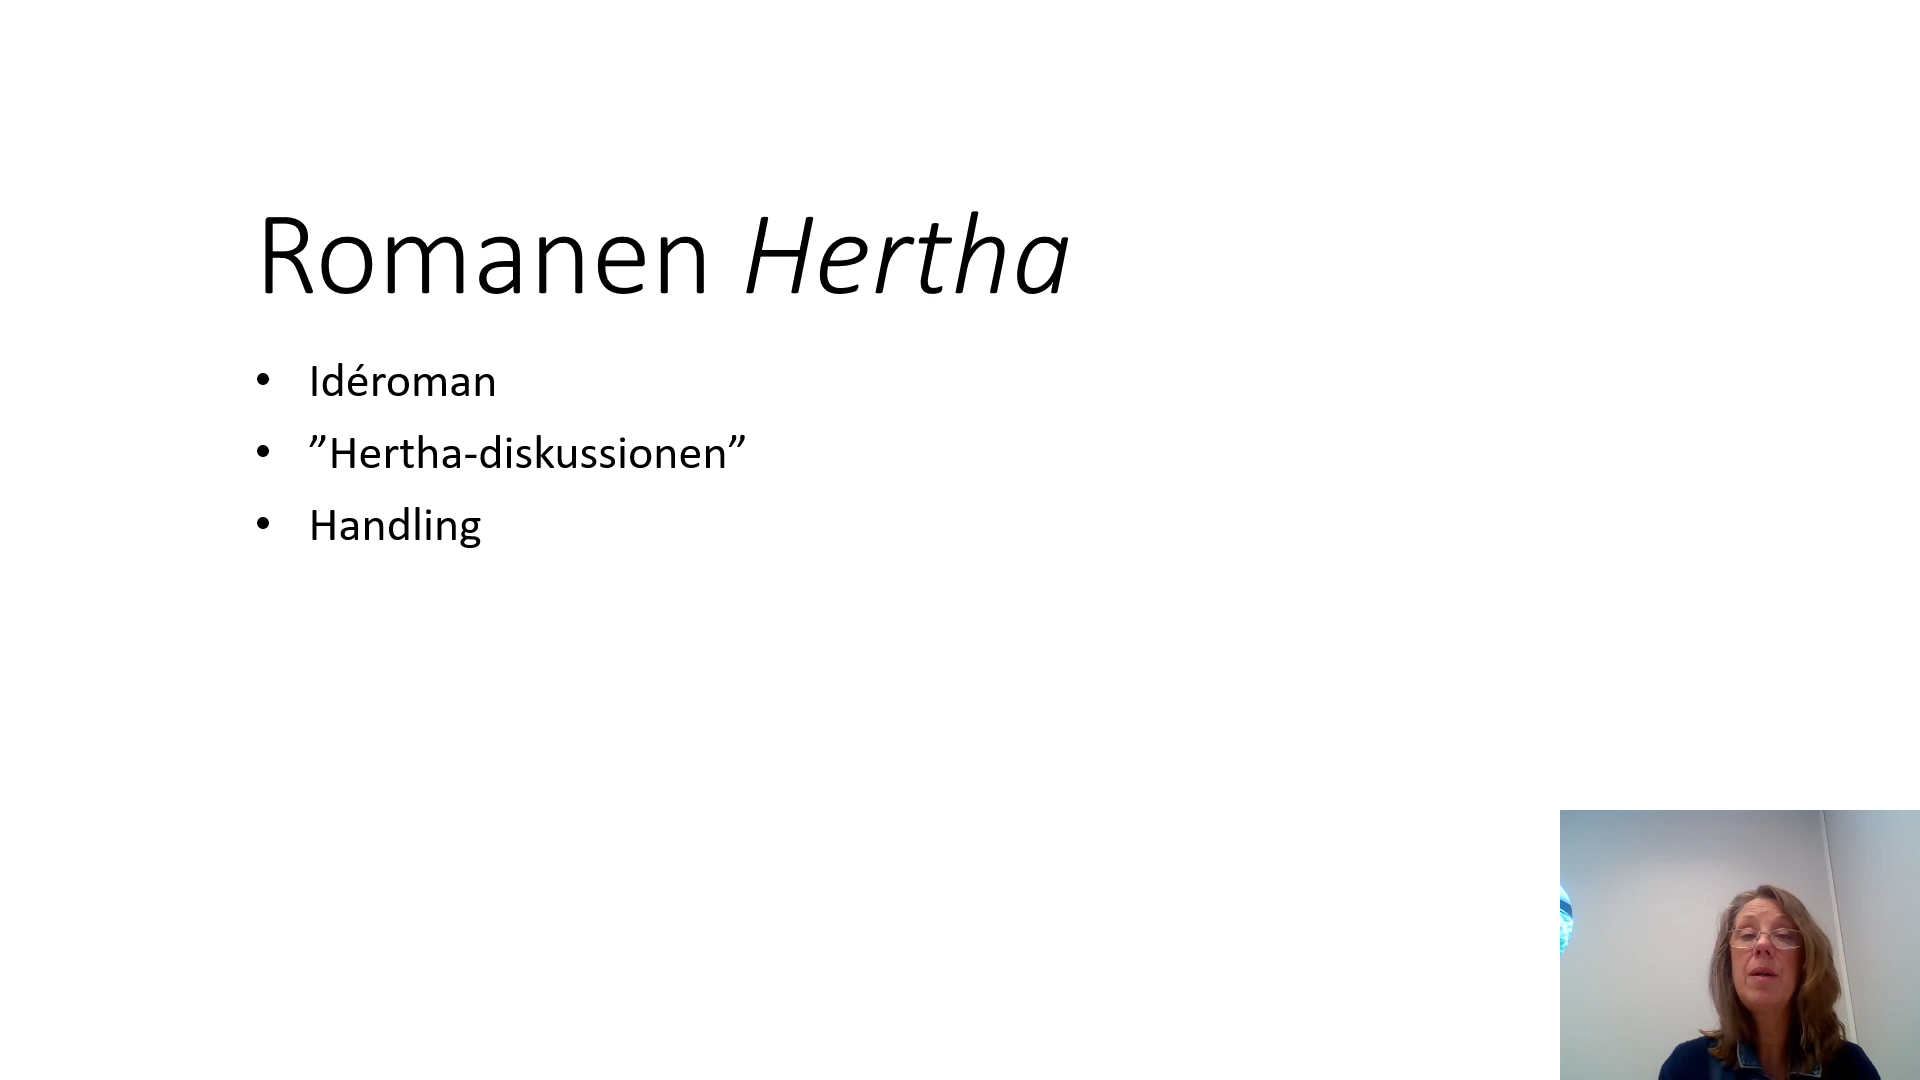 Romanen Hertha
• Idéroman
• ”Hertha-diskussionen”
• Handling